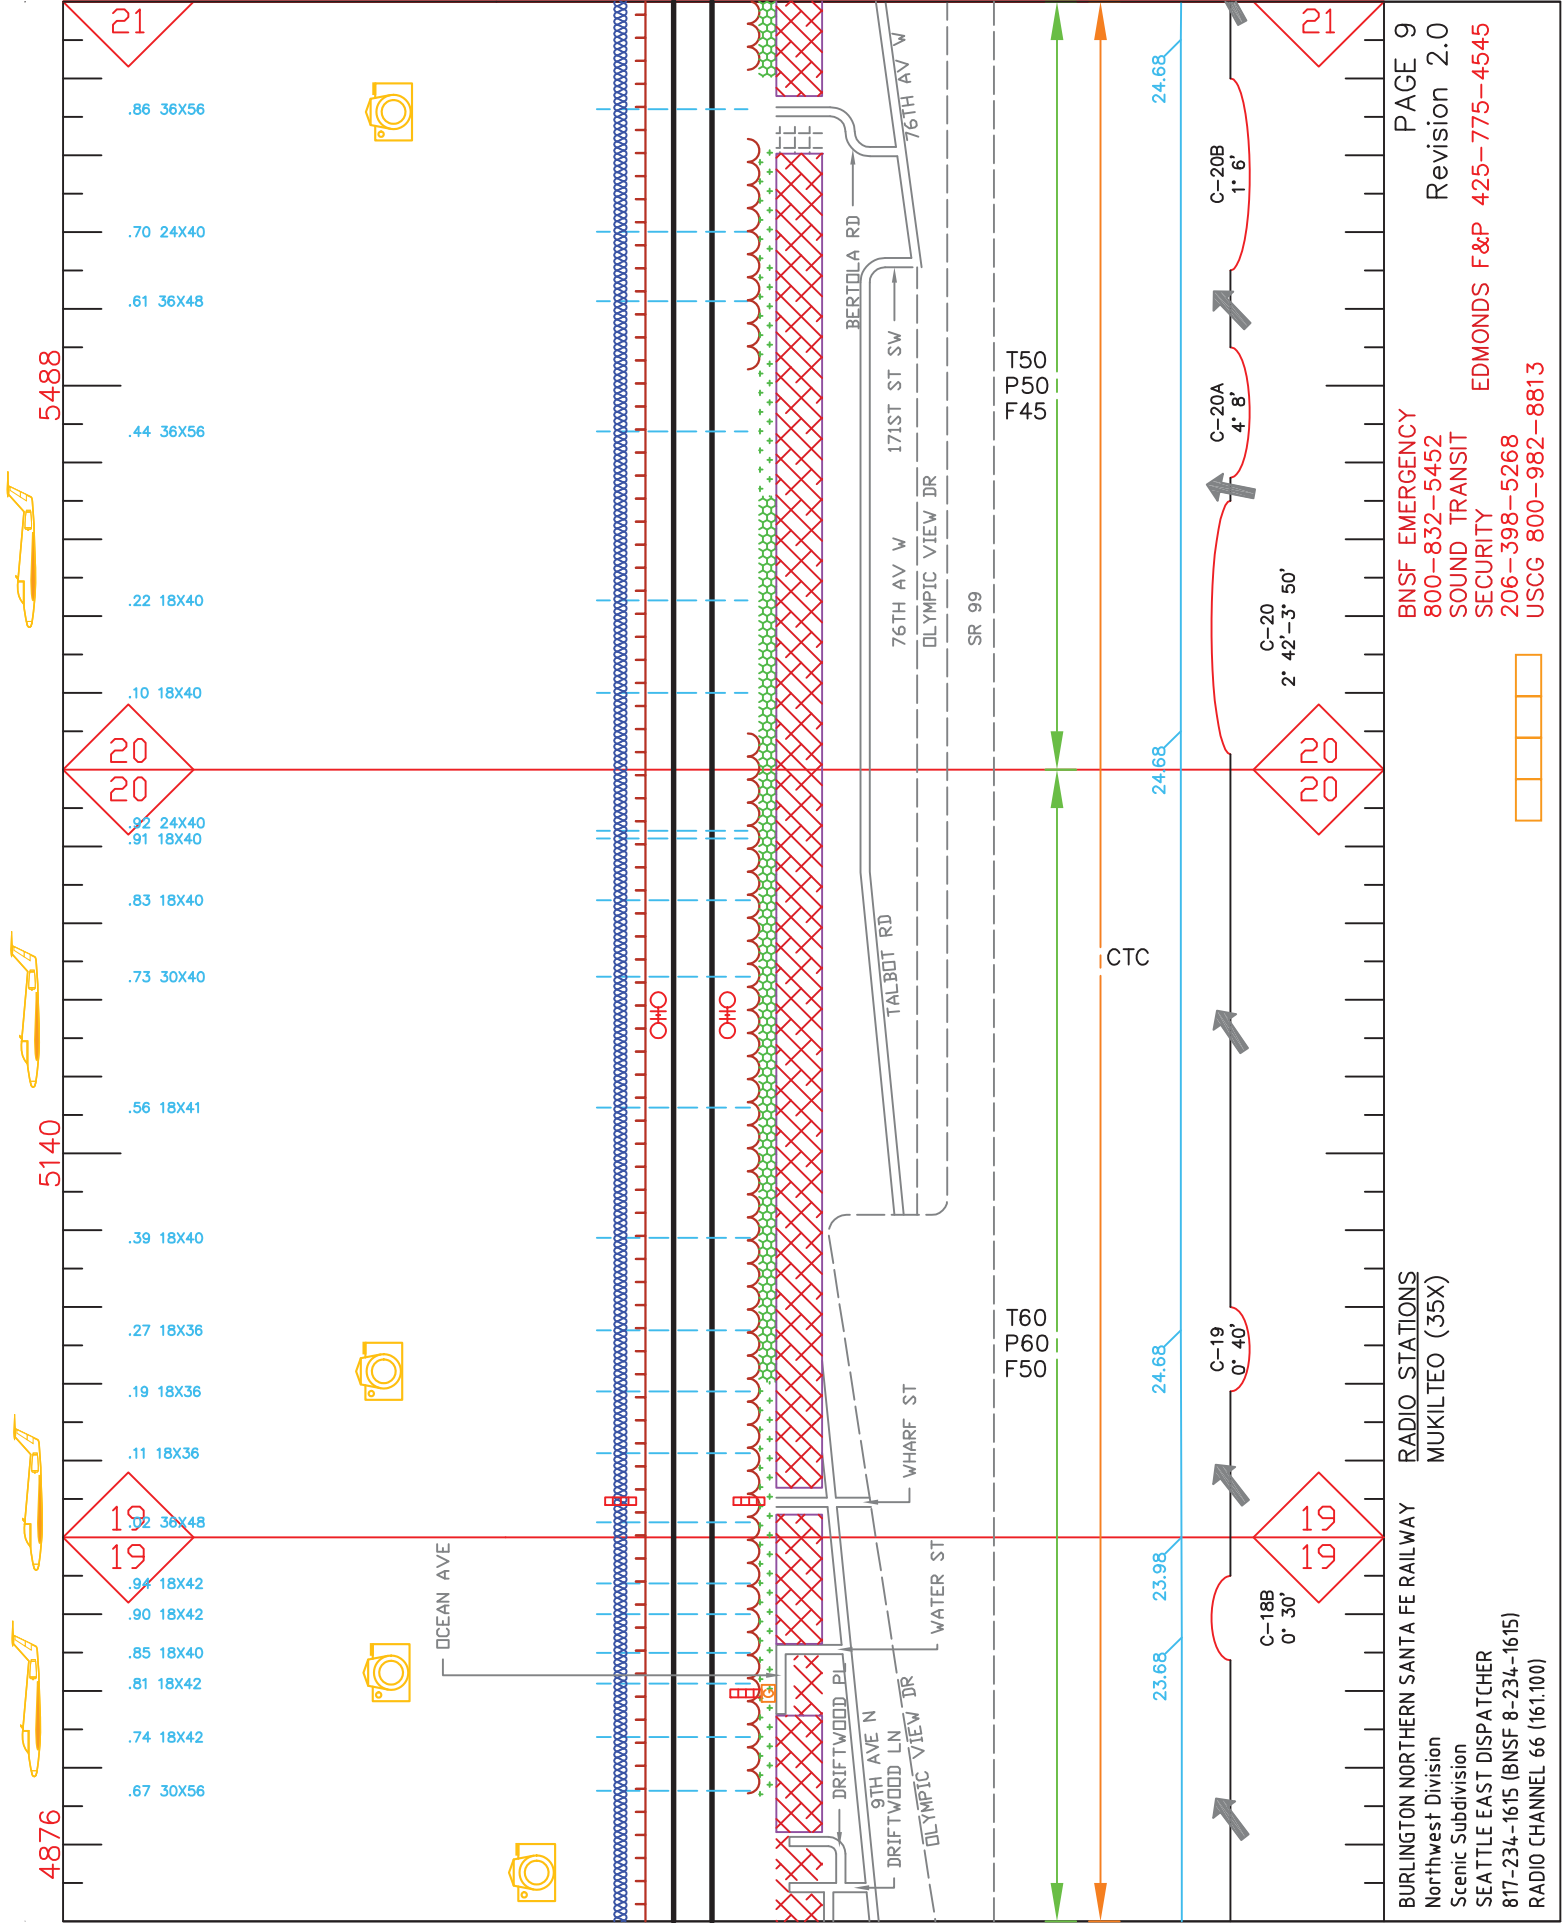 21
.86 36X56
.70 24X40
.61 36X48
5488
.44 36X56
.22 18X40
.10 18X40
20
20
.92 24X40
.91 18X40
.83 18X40
.73 30X40
.56 18X41
5140
.39 18X40
.27 18X36
.19 18X36
.11 18X36
19
.02 36X48
19
.94 18X42
.90 18X42
.85 18X40
.81 18X42
.74 18X42
.67 30X56
4876
OCEAN AVE
76TH AV W
BERTOLA RD
171ST ST SW
76TH AV W
OLYMPIC VIEW DR
SR 99
TALBOT RD
WHARF ST
WATER ST
DRIFTWOOD PL
9TH AVE N
DRIFTWOOD LN
OLYMPIC VIEW DR
T50
P50
F45
CTC
T60
P60
F50
24.68
24.68
24.68
23.98
23.68
C-20B
1° 6'
C-20A
4° 8'
C-20
2° 42'-3° 50'
C-19
0° 40'
C-18B
0° 30'
21
20
20
19
19
PAGE 9
Revision 2.0
EDMONDS F&P 425-775-4545
BNSF EMERGENCY
800-832-5452
SOUND TRANSIT
SECURITY
206-398-5268
USCG 800-982-8813
RADIO STATIONS
MUKILTEO (35X)
BURLINGTON NORTHERN SANTA FE RAILWAY
Northwest Division
Scenic Subdivision
SEATTLE EAST DISPATCHER
817-234-1615 (BNSF 8-234-1615)
RADIO CHANNEL 66 (161.100)